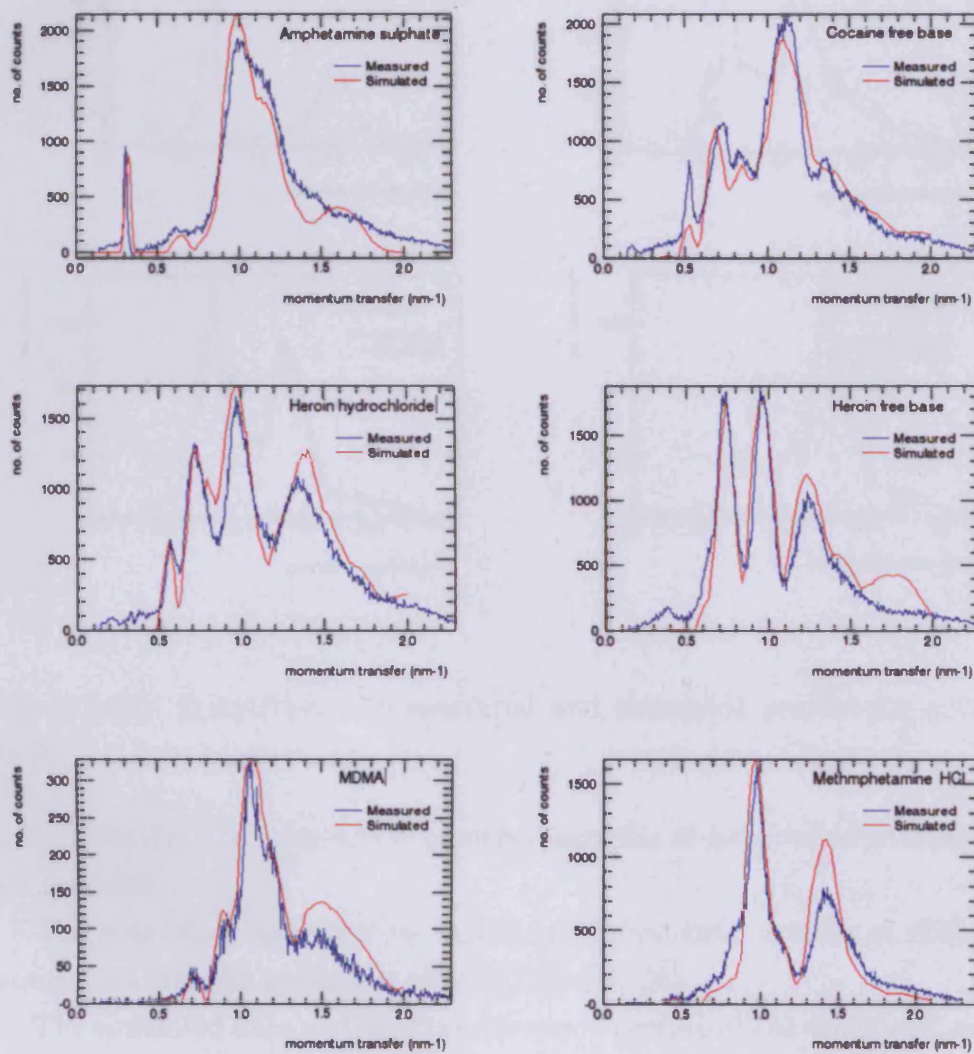 no. of counts
Amphetamine sulphate
Measured
Simulated
2000
1500
1000
500
0
0.0 0.5 1.0 1.5 2.0
momentum transfer (nm-1)
no. of counts
Cocaine free base
Measured
Simulated
2000
1500
1000
500
0
0.0 0.5 1.0 1.5 2.0
momentum transfer (nm-1)
no. of counts
Heroin hydrochloride
Measured
Simulated
1500
1000
500
0
0.0 0.5 1.0 1.5 2.0
momentum transfer (nm-1)
no. of counts
Heroin free base
Measured
Simulated
1500
1000
500
0
0.0 0.5 1.0 1.5 2.0
momentum transfer (nm-1)
no. of counts
MDMA
Measured
Simulated
300
250
200
150
100
50
-0
0.0 0.5 1.0 1.5 2.0
momentum transfer (nm-1)
no. of counts
Methmphetamine HCL
Measured
Simulated
1500
1000
500
0
0.0 0.5 1.0 1.5 2.0
momentum transfer (nm-1)